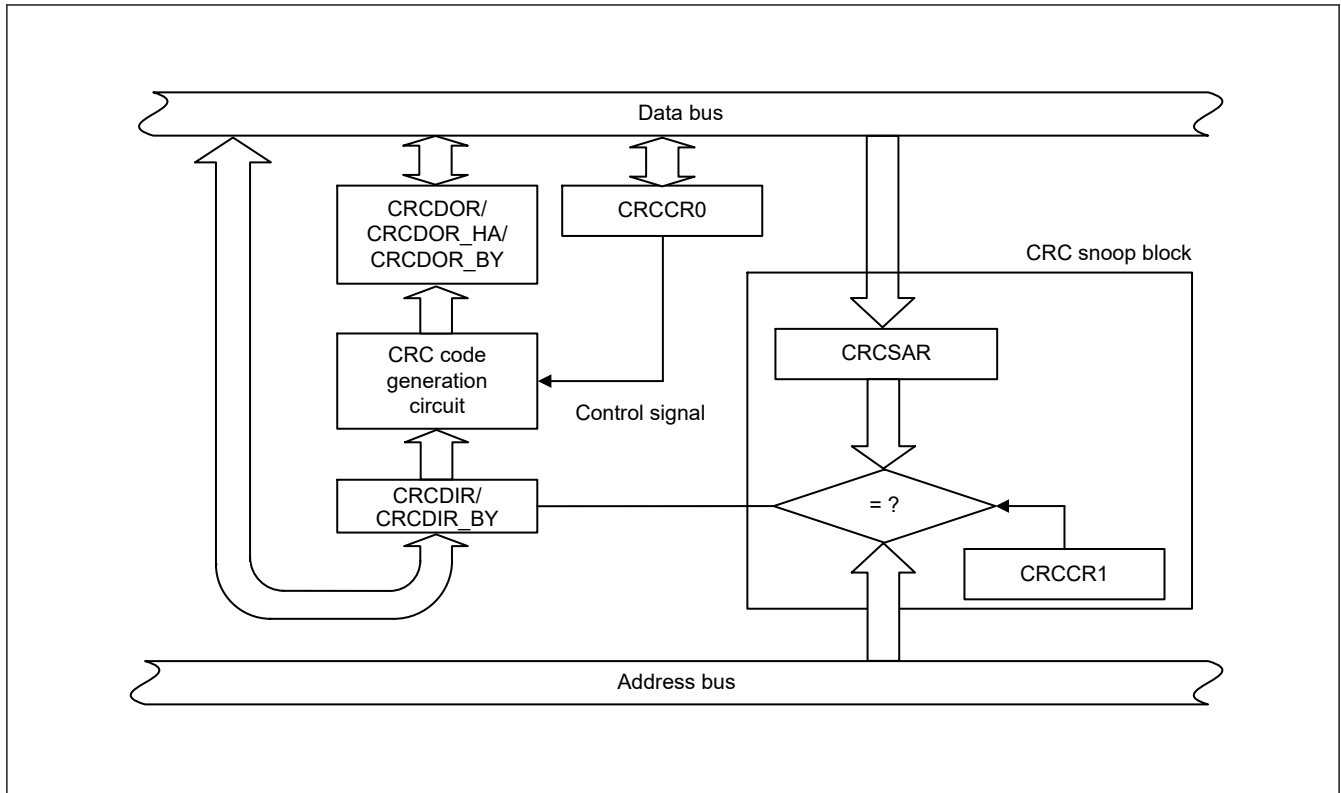 Data bus
CRCDOR/
CRCDOR_HA/
CRCDOR_BY
CRCCR0
CRC snoop block
CRCSAR
CRC code
generation
circuit
Control signal
CRCDIR/
CRCDIR_BY
= ?
CRCCR1
Address bus